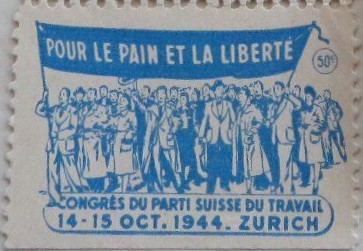 POUR LE PAIN ET LA LIBERTÉ
50c
CONGRÈS DU PARTI SUISSE DU TRAVAIL
14-15 OCT. 1944. ZURICH